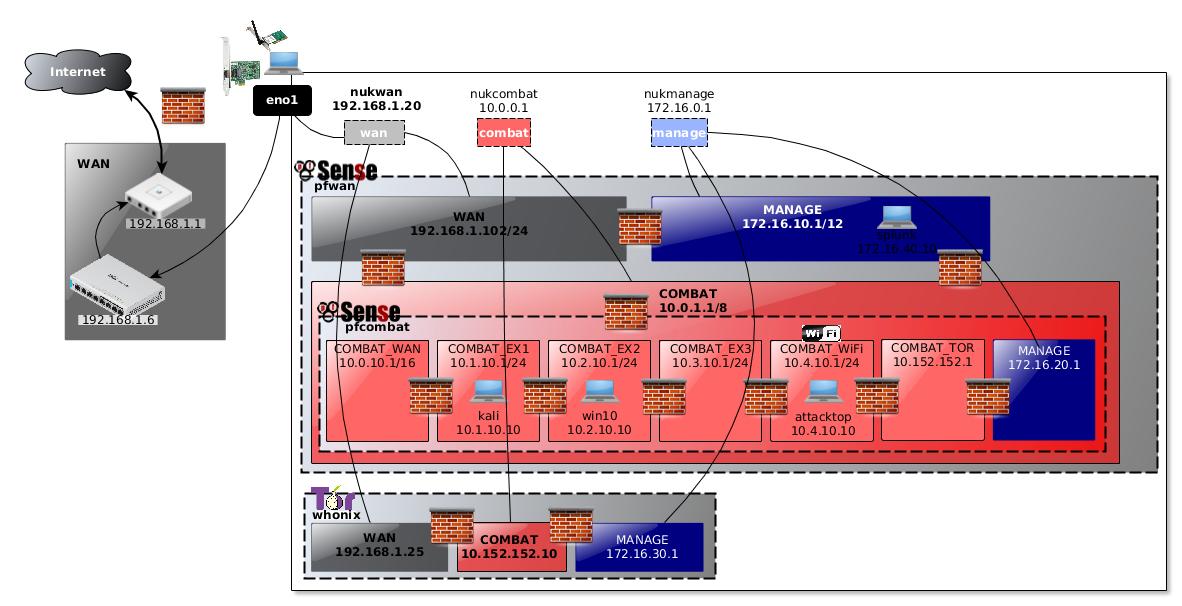 Internet
eno1
nukwan
192.168.1.20
wan
nukcombat
10.0.0.1
combat
nukmanage
172.16.0.1
manage
WAN
192.168.1.1
192.168.1.6
Sense
pfwan
WAN
192.168.1.102/24
MANAGE
172.16.10.1/12
splunk
172.16.40.10
COMBAT
10.0.1.1/8
Sense
pfcombat
COMBAT_WAN
10.0.10.1/16
COMBAT_EX1
10.1.10.1/24
kali
10.1.10.10
COMBAT_EX2
10.2.10.1/24
win10
10.2.10.10
COMBAT_EX3
10.3.10.1/24
Wi Fi
COMBAT_WiFi
10.4.10.1/24
attacktop
10.4.10.10
COMBAT_TOR
10.152.152.1
MANAGE
172.16.20.1
Tor
whonix
WAN
192.168.1.25
COMBAT
10.152.152.10
MANAGE
172.16.30.1